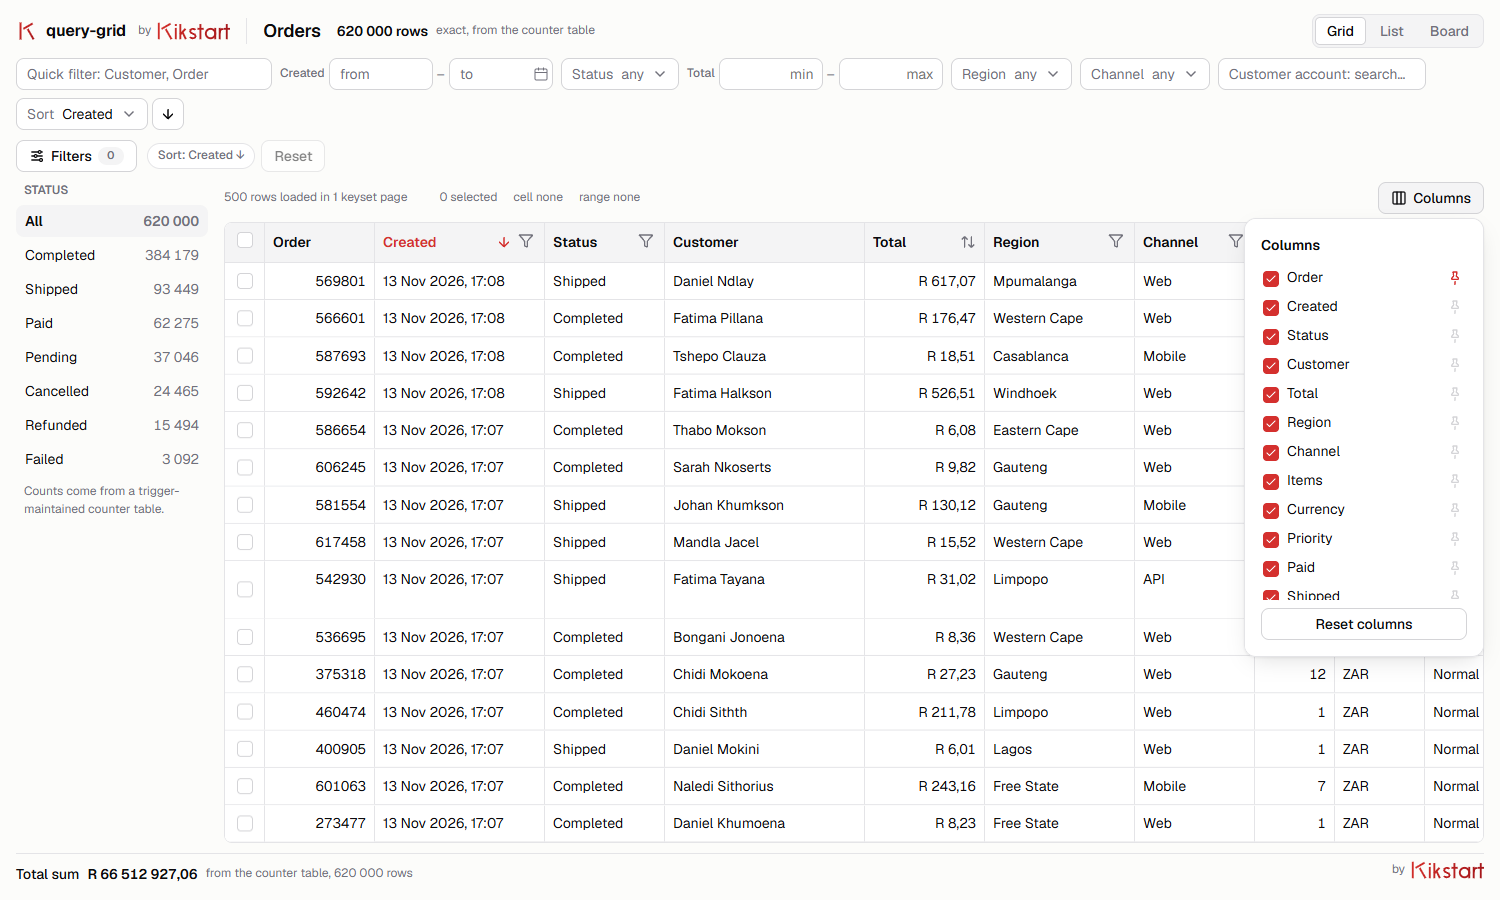 query-grid by Kikstart Orders 620 000 rows exact, from the counter table Grid List Board
Quick filter: Customer, Order Created from – to Status any Total min – max Region any Channel any Customer account: search...
Sort Created
Filters 0 Sort: Created Reset
STATUS
All 620 000
Completed 384 179
Shipped 93 449
Paid 62 275
Pending 37 046
Cancelled 24 465
Refunded 15 494
Failed 3 092
Counts come from a trigger-
maintained counter table.
500 rows loaded in 1 keyset page 0 selected cell none range none Columns
Order Created Status Customer Total Region Channel
569801 13 Nov 2026, 17:08 Shipped Daniel Ndlay R 617,07 Mpumalanga Web
566601 13 Nov 2026, 17:08 Completed Fatima Pillana R 176,47 Western Cape Web
587693 13 Nov 2026, 17:08 Completed Tshepo Clauza R 18,51 Casablanca Mobile
592642 13 Nov 2026, 17:08 Shipped Fatima Halkson R 526,51 Windhoek Web
586654 13 Nov 2026, 17:07 Completed Thabo Mokson R 6,08 Eastern Cape Web
606245 13 Nov 2026, 17:07 Completed Sarah Nkoserts R 9,82 Gauteng Web
581554 13 Nov 2026, 17:07 Shipped Johan Khumkson R 130,12 Gauteng Mobile
617458 13 Nov 2026, 17:07 Shipped Mandla Jacel R 15,52 Western Cape Web
542930 13 Nov 2026, 17:07 Shipped Fatima Tayana R 31,02 Limpopo API
536695 13 Nov 2026, 17:07 Completed Bongani Jonoena R 8,36 Western Cape Web
375318 13 Nov 2026, 17:07 Completed Chidi Mokoena R 27,23 Gauteng Web 12 ZAR Normal
460474 13 Nov 2026, 17:07 Completed Chidi Sithth R 211,78 Limpopo Web 1 ZAR Normal
400905 13 Nov 2026, 17:07 Shipped Daniel Mokini R 6,01 Lagos Web 1 ZAR Normal
601063 13 Nov 2026, 17:07 Completed Naledi Sithorius R 243,16 Free State Mobile 7 ZAR Normal
273477 13 Nov 2026, 17:07 Completed Daniel Khumoena R 8,23 Free State Web 1 ZAR Normal
Columns
Order
Created
Status
Customer
Total
Region
Channel
Items
Currency
Priority
Paid
Shipped
Reset columns
Total sum R 66 512 927,06 from the counter table, 620 000 rows by Kikstart